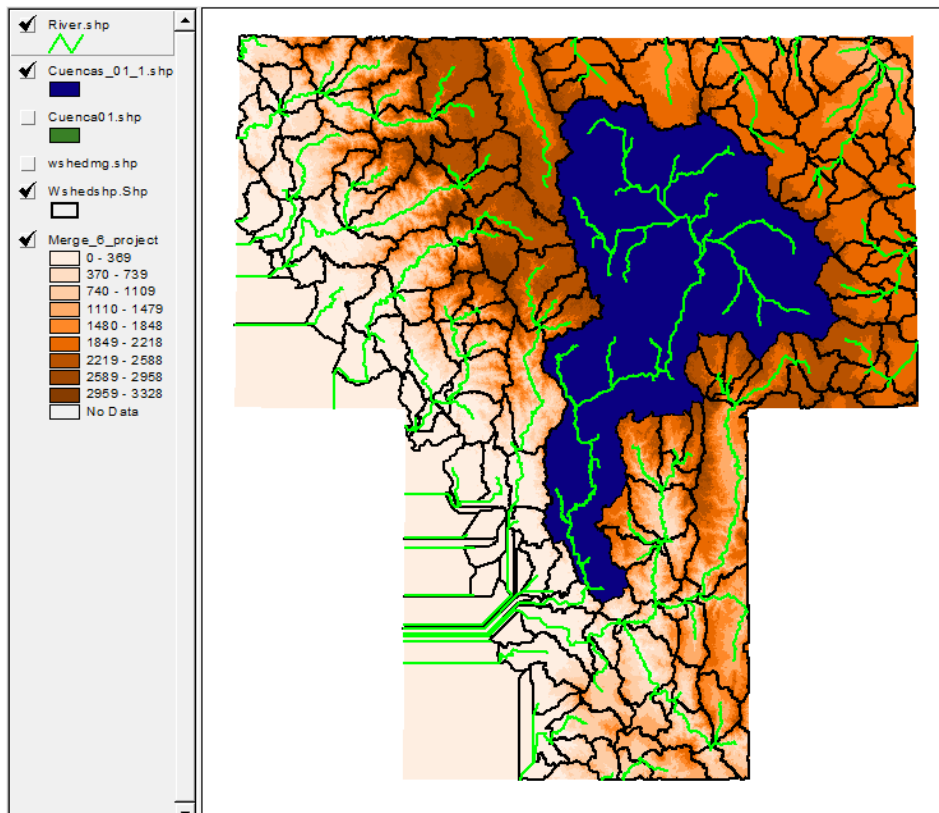 River.shp
Cuencas_01_1.shp
Cuenca01.shp
wshedmg.shp
Wshedshp.Shp
Merge_6_project
0 - 369
370 - 739
740 - 1109
1110 - 1479
1480 - 1848
1849 - 2218
2219 - 2588
2589 - 2958
2959 - 3328
No Data